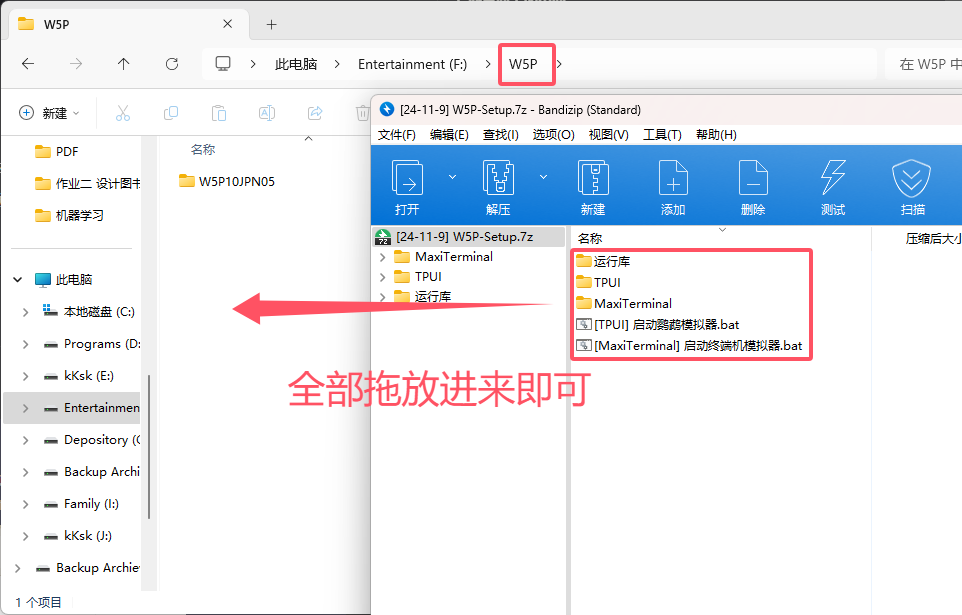 W5P
此电脑
Entertainment (F:)
W5P
在 W5P 中
新建
PDF
作业二 设计图书
机器学习
此电脑
本地磁盘 (C:)
Programs (D:
kKsk (E:)
Entertainmen
Depository (G
Backup Archi
Family (I:)
kKsk (J:)
Backup Archie
1 个项目
名称
W5P10JPN05
[24-11-9] W5P-Setup.7z - Bandizip (Standard)
文件(F) 编辑(E) 查找(I) 选项(O) 视图(V) 工具(T) 帮助(H)
打开 解压 新建 添加 删除 测试 扫描
[24-11-9] W5P-Setup.7z
MaxiTerminal
TPUI
运行库
名称 压缩后大小
运行库
TPUI
MaxiTerminal
[TPUI] 启动鹦鹉模拟器.bat
[MaxiTerminal] 启动终端机模拟器.bat
全部拖放进来即可